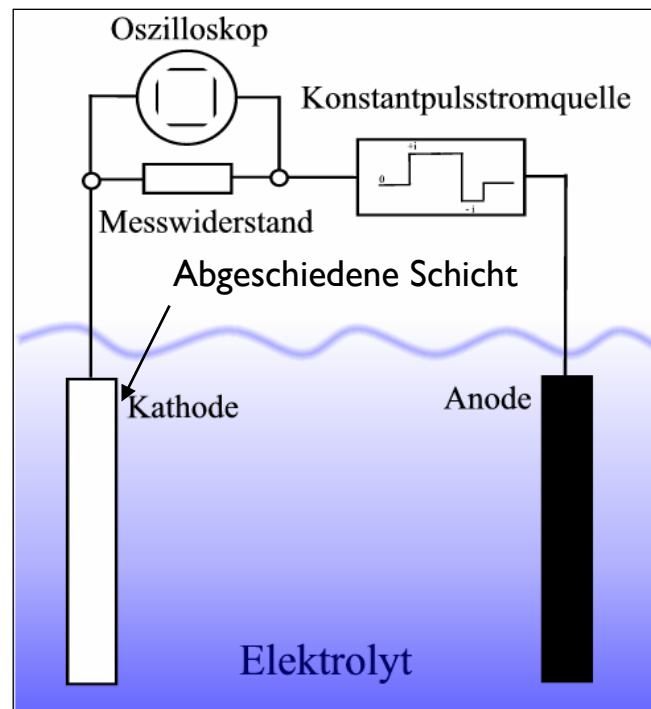 Oszilloskop
Konstantpulsstromquelle
+i
0
- i
Messwiderstand
Abgeschiedene Schicht
Kathode
Anode
Elektrolyt